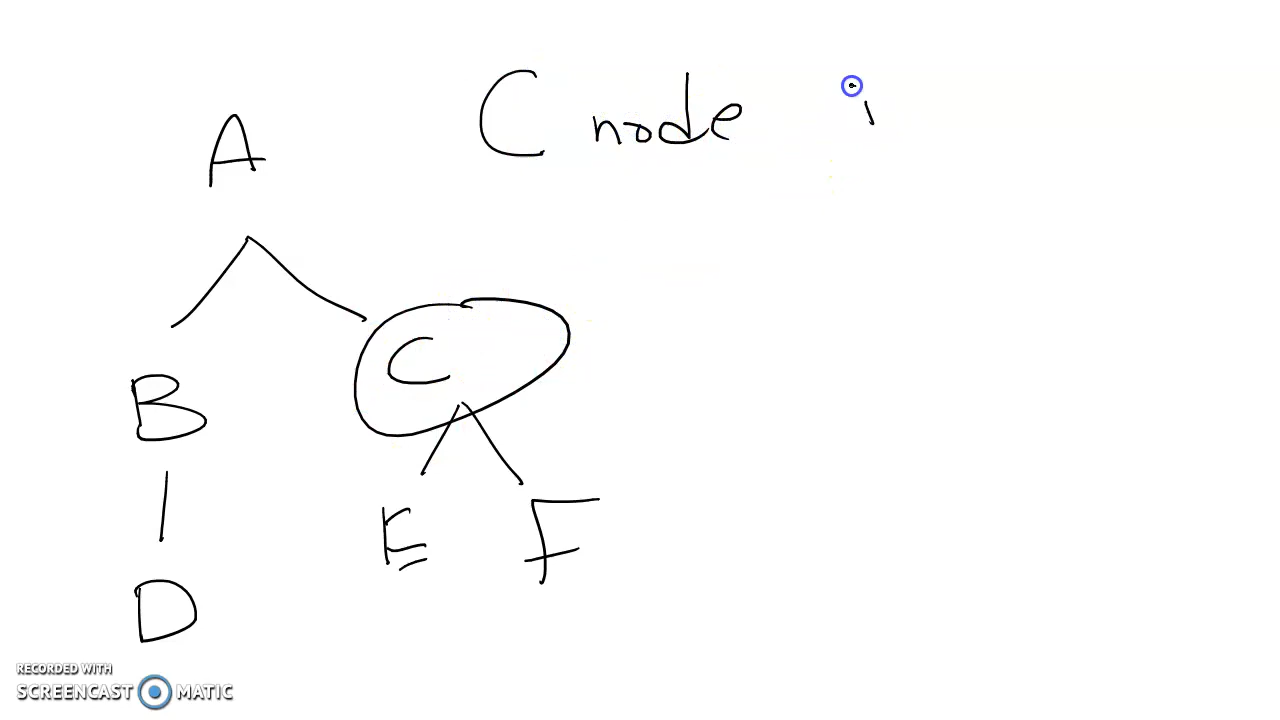 C node i
A
C
B
E F
D
RECORDED WITH
SCREENCAST MATIC